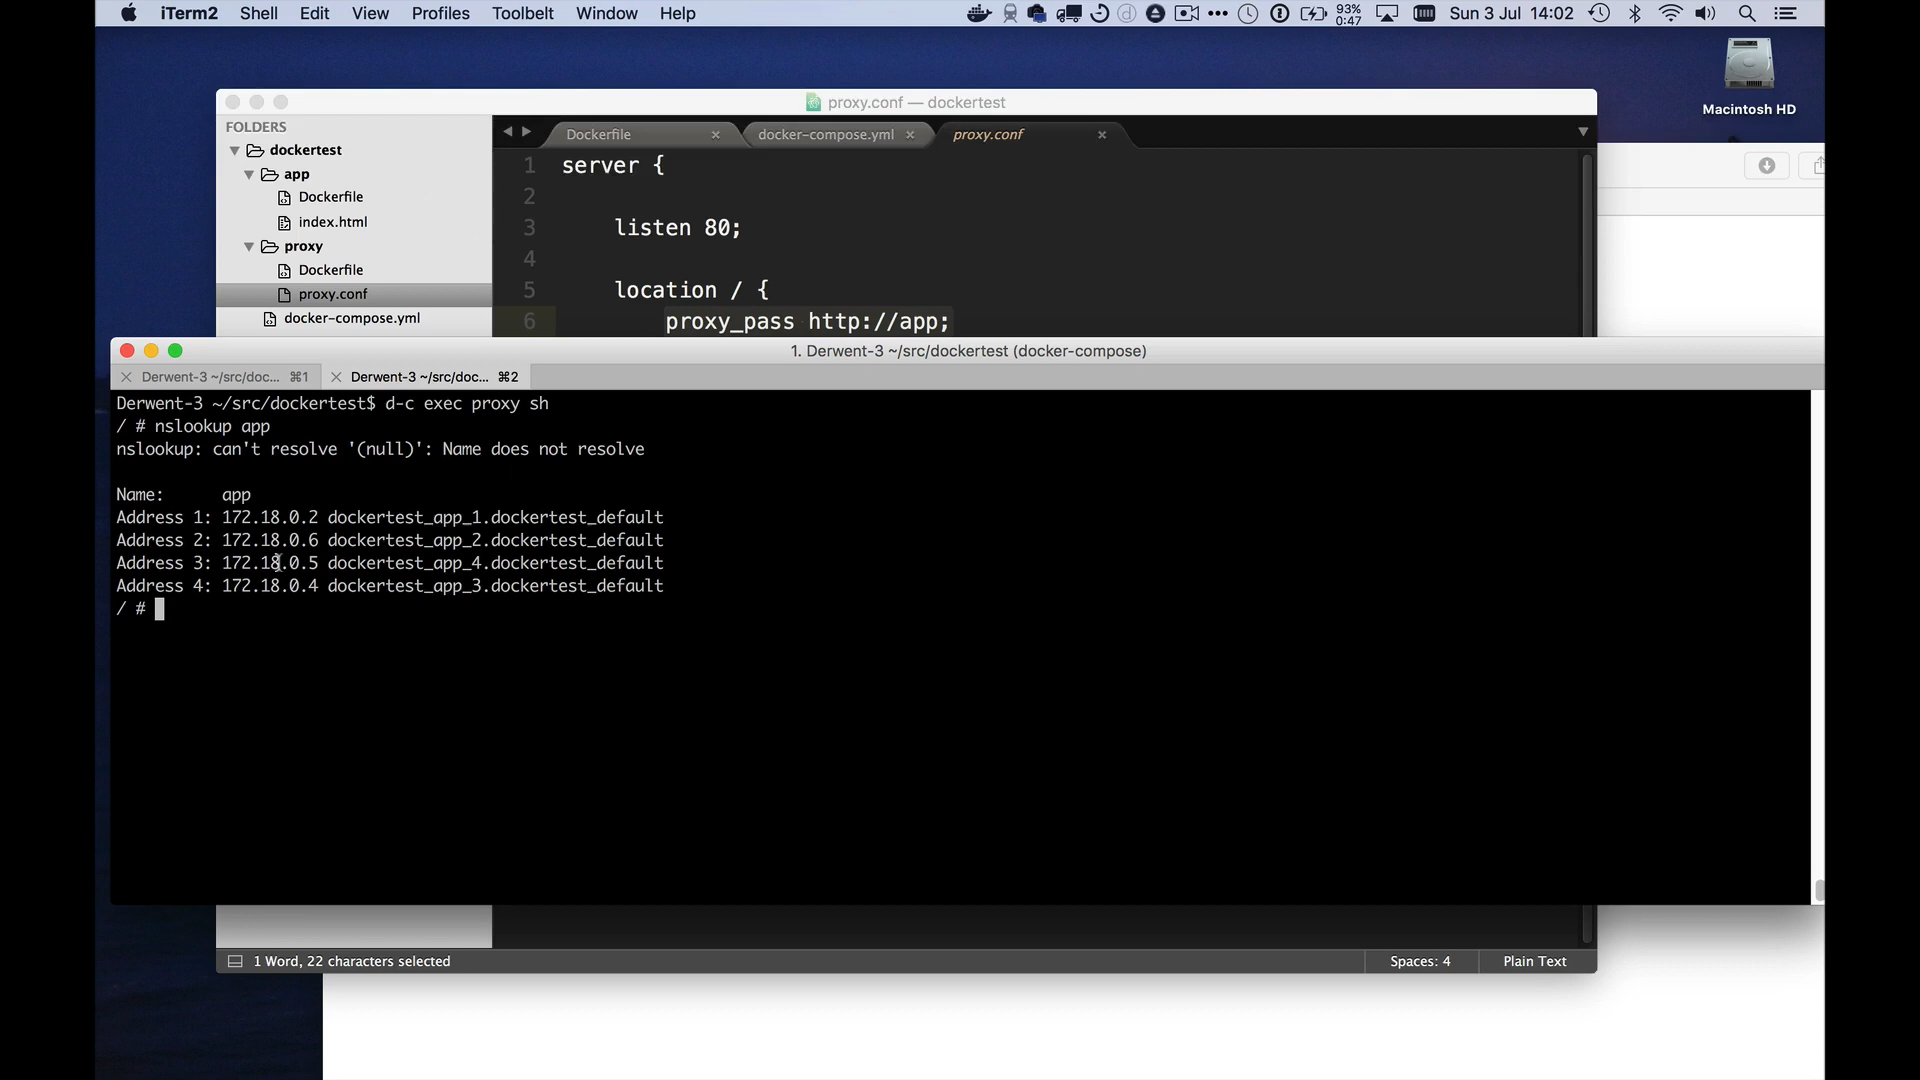 iTerm2 Shell Edit View Profiles Toolbelt Window Help 93% 0:47 Sun 3 Jul 14:02
Macintosh HD
proxy.conf — dockertest
FOLDERS
dockertest
app
Dockerfile
index.html
proxy
Dockerfile
proxy.conf
docker-compose.yml
Dockerfile docker-compose.yml proxy.conf
1 server {
2
3 listen 80;
4
5 location / {
6 proxy_pass http://app;
1. Derwent-3 ~/src/dockertest (docker-compose)
Derwent-3 ~/src/doc... ⌘1 Derwent-3 ~/src/doc... ⌘2
Derwent-3 ~/src/dockertest$ d-c exec proxy sh
/ # nslookup app
nslookup: can't resolve '(null)': Name does not resolve
Name: app
Address 1: 172.18.0.2 dockertest_app_1.dockertest_default
Address 2: 172.18.0.6 dockertest_app_2.dockertest_default
Address 3: 172.18.0.5 dockertest_app_4.dockertest_default
Address 4: 172.18.0.4 dockertest_app_3.dockertest_default
/ #
1 Word, 22 characters selected Spaces: 4 Plain Text